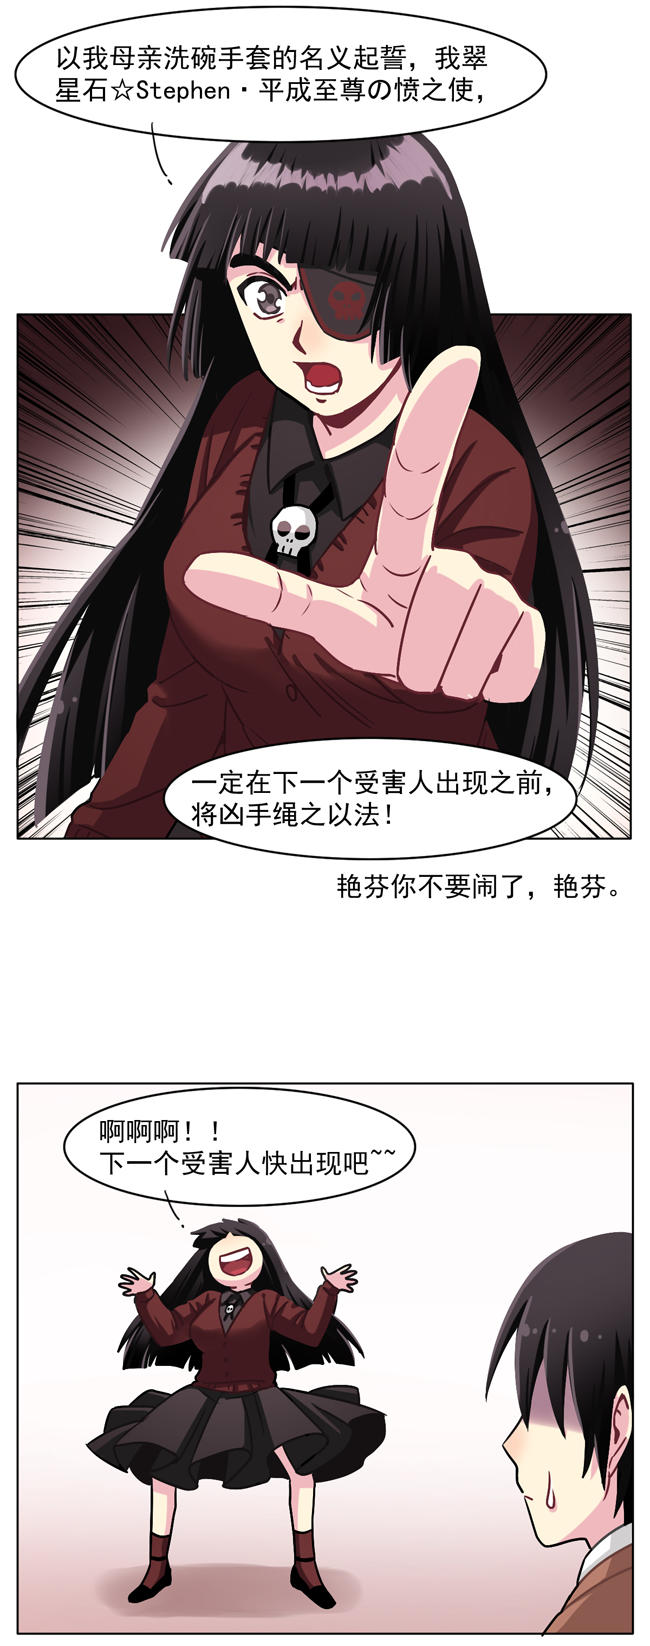 以我母亲洗碗手套的名义起誓，我翠
星石☆Stephen·平成至尊の愤之使，
一定在下一个受害人出现之前，
将凶手绳之以法！
艳芬你不要闹了，艳芬。
啊啊啊！！
下一个受害人快出现吧~~